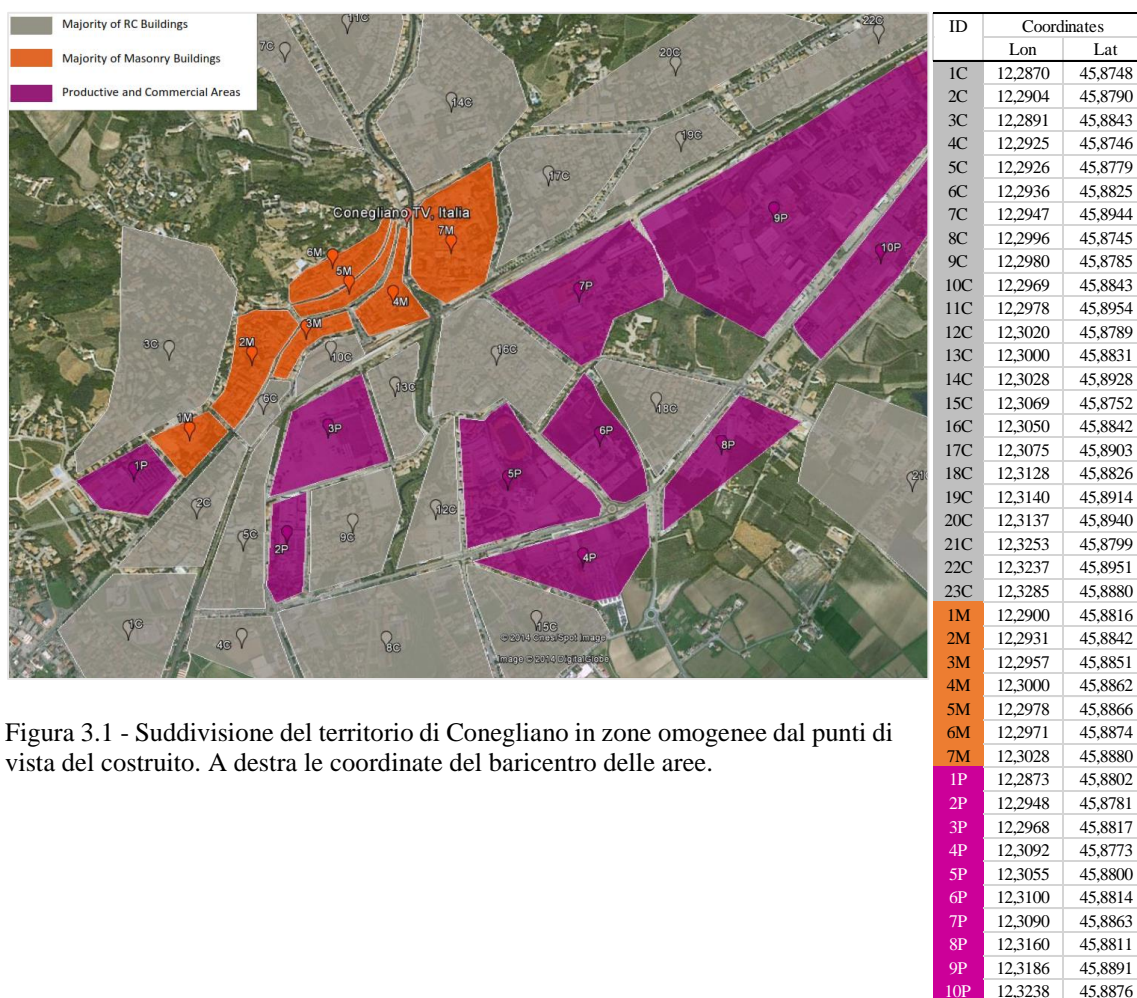 Majority of RC Buildings
Majority of Masonry Buildings
Productive and Commercial Areas
11C
22C
7C
20C
14C
19C
17C
Conegliano TV, Italia
9P
7M
6M
10P
5M
7P
4M
3M
2M
3C
10C
16C
13C
6C
18C
1M
3P
6P
8P
1P
5P
21C
2C
12C
5C
9C
2P
4P
1C
15C
4C
8C
© 2014 Cnes/Spot Image
Image © 2014 DigitalGlobe
ID Coordinates
Lon Lat
1C 12,2870 45,8748
2C 12,2904 45,8790
3C 12,2891 45,8843
4C 12,2925 45,8746
5C 12,2926 45,8779
6C 12,2936 45,8825
7C 12,2947 45,8944
8C 12,2996 45,8745
9C 12,2980 45,8785
10C 12,2969 45,8843
11C 12,2978 45,8954
12C 12,3020 45,8789
13C 12,3000 45,8831
14C 12,3028 45,8928
15C 12,3069 45,8752
16C 12,3050 45,8842
17C 12,3075 45,8903
18C 12,3128 45,8826
19C 12,3140 45,8914
20C 12,3137 45,8940
21C 12,3253 45,8799
22C 12,3237 45,8951
23C 12,3285 45,8880
1M 12,2900 45,8816
2M 12,2931 45,8842
3M 12,2957 45,8851
4M 12,3000 45,8862
5M 12,2978 45,8866
6M 12,2971 45,8874
7M 12,3028 45,8880
1P 12,2873 45,8802
2P 12,2948 45,8781
3P 12,2968 45,8817
4P 12,3092 45,8773
5P 12,3055 45,8800
6P 12,3100 45,8814
7P 12,3090 45,8863
8P 12,3160 45,8811
9P 12,3186 45,8891
10P 12,3238 45,8876
Figura 3.1 - Suddivisione del territorio di Conegliano in zone omogenee dal punti di
vista del costruito. A destra le coordinate del baricentro delle aree.